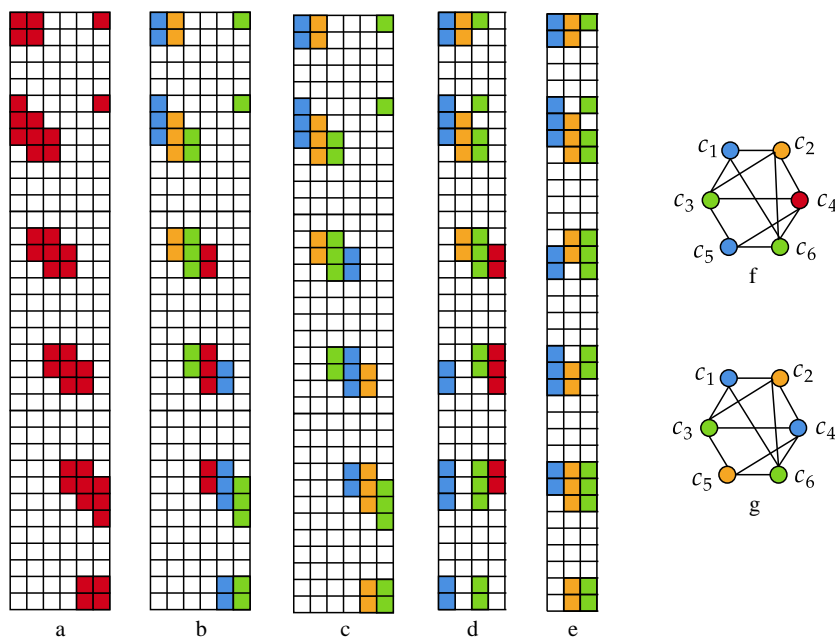 c₁ c₂
c₃ c₄
c₅ c₆
f
c₁ c₂
c₃ c₄
c₅ c₆
g
a b c d e